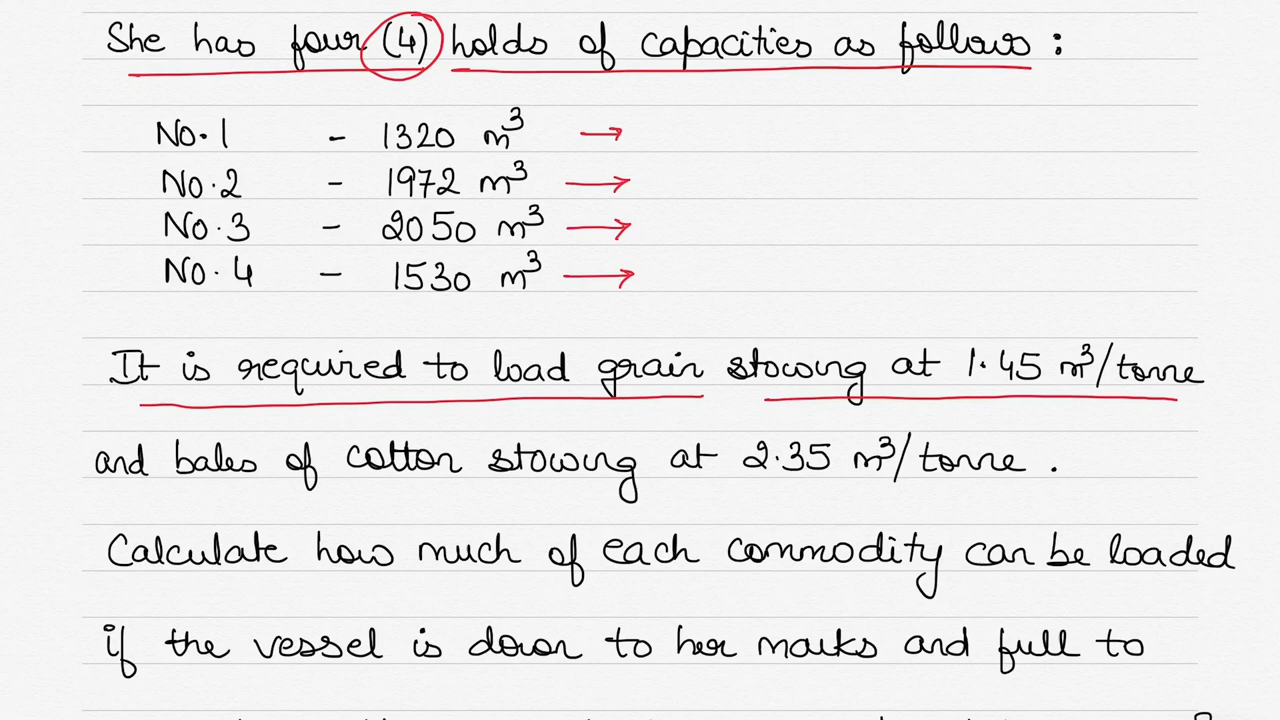 She has four (4) holds of capacities as follows :
No. 1 - 1320 m³ →
No. 2 - 1972 m³ →
No. 3 - 2050 m³ →
No. 4 - 1530 m³ →
It is required to load grain stowing at 1.45 m³/tonne
and bales of cotton stowing at 2.35 m³/tonne .
Calculate how much of each commodity can be loaded
if the vessel is down to her marks and full to